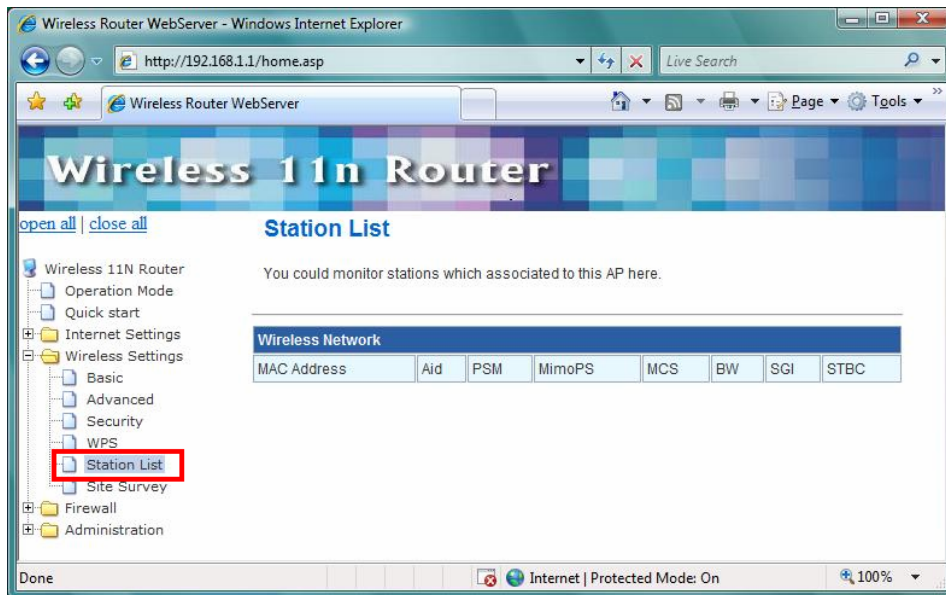 Wireless Router WebServer - Windows Internet Explorer
http://192.168.1.1/home.asp
Live Search
Wireless Router WebServer
Page
Tools
Wireless 11n Router
open all | close all
Wireless 11N Router
Operation Mode
Quick start
Internet Settings
Wireless Settings
Basic
Advanced
Security
WPS
Station List
Site Survey
Firewall
Administration
Station List
You could monitor stations which associated to this AP here.
Wireless Network
MAC Address Aid PSM MimoPS MCS BW SGI STBC
Done
Internet | Protected Mode: On
100%